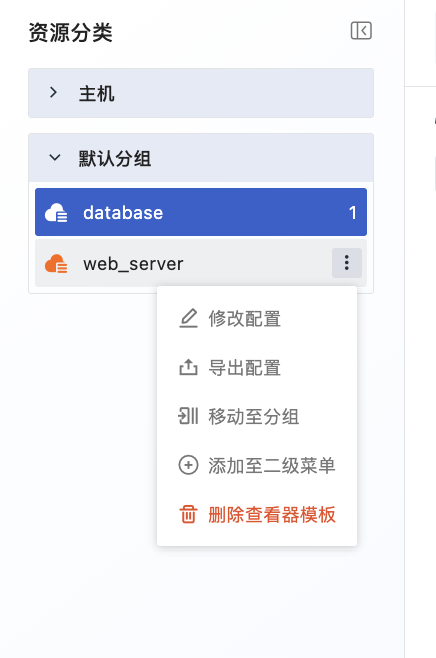 资源分类
主机
默认分组
database 1
web_server
修改配置
导出配置
移动至分组
添加至二级菜单
删除查看器模板